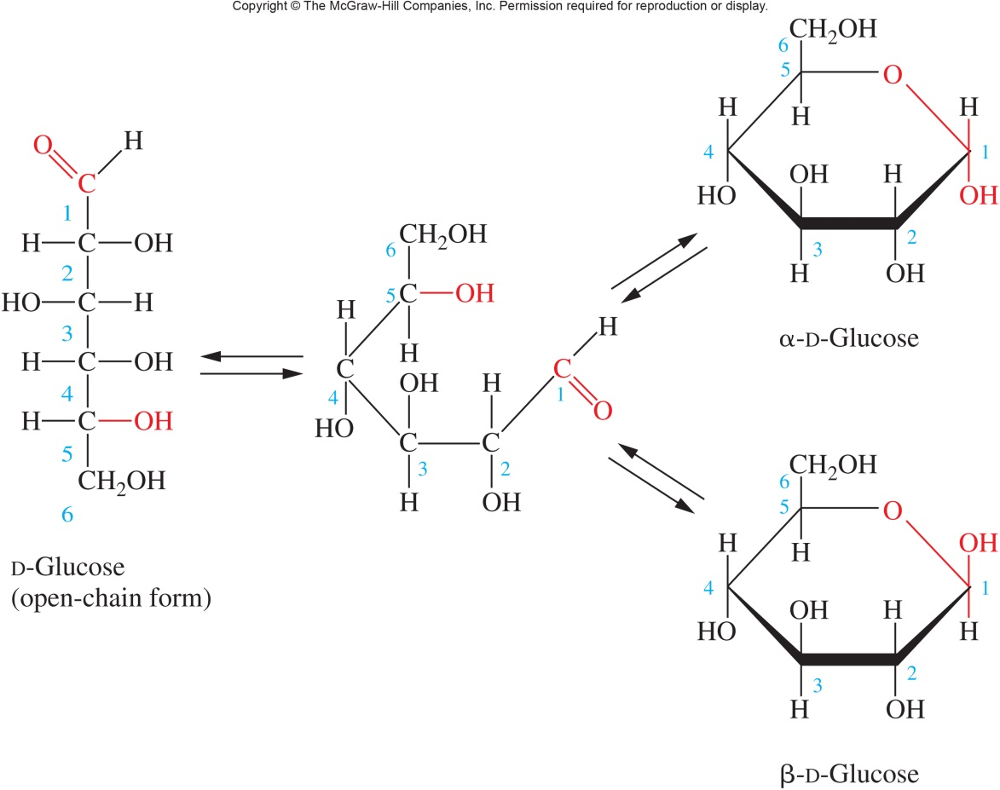 Copyright © The McGraw-Hill Companies, Inc. Permission required for reproduction or display.
O H
C
1
H C OH
2
HO C H
3
H C OH
4
H C OH
5
CH2OH
6
D-Glucose
(open-chain form)
CH2OH
6
5 C OH
H H
C OH H
4
HO
C C
3 2
H OH
H
C
1
O
CH2OH
6
5 O
H H H
4 1
OH H
HO OH
3 2
H OH
α-D-Glucose
CH2OH
6
5 O
H H OH
4 1
OH H
HO H
3 2
H OH
β-D-Glucose